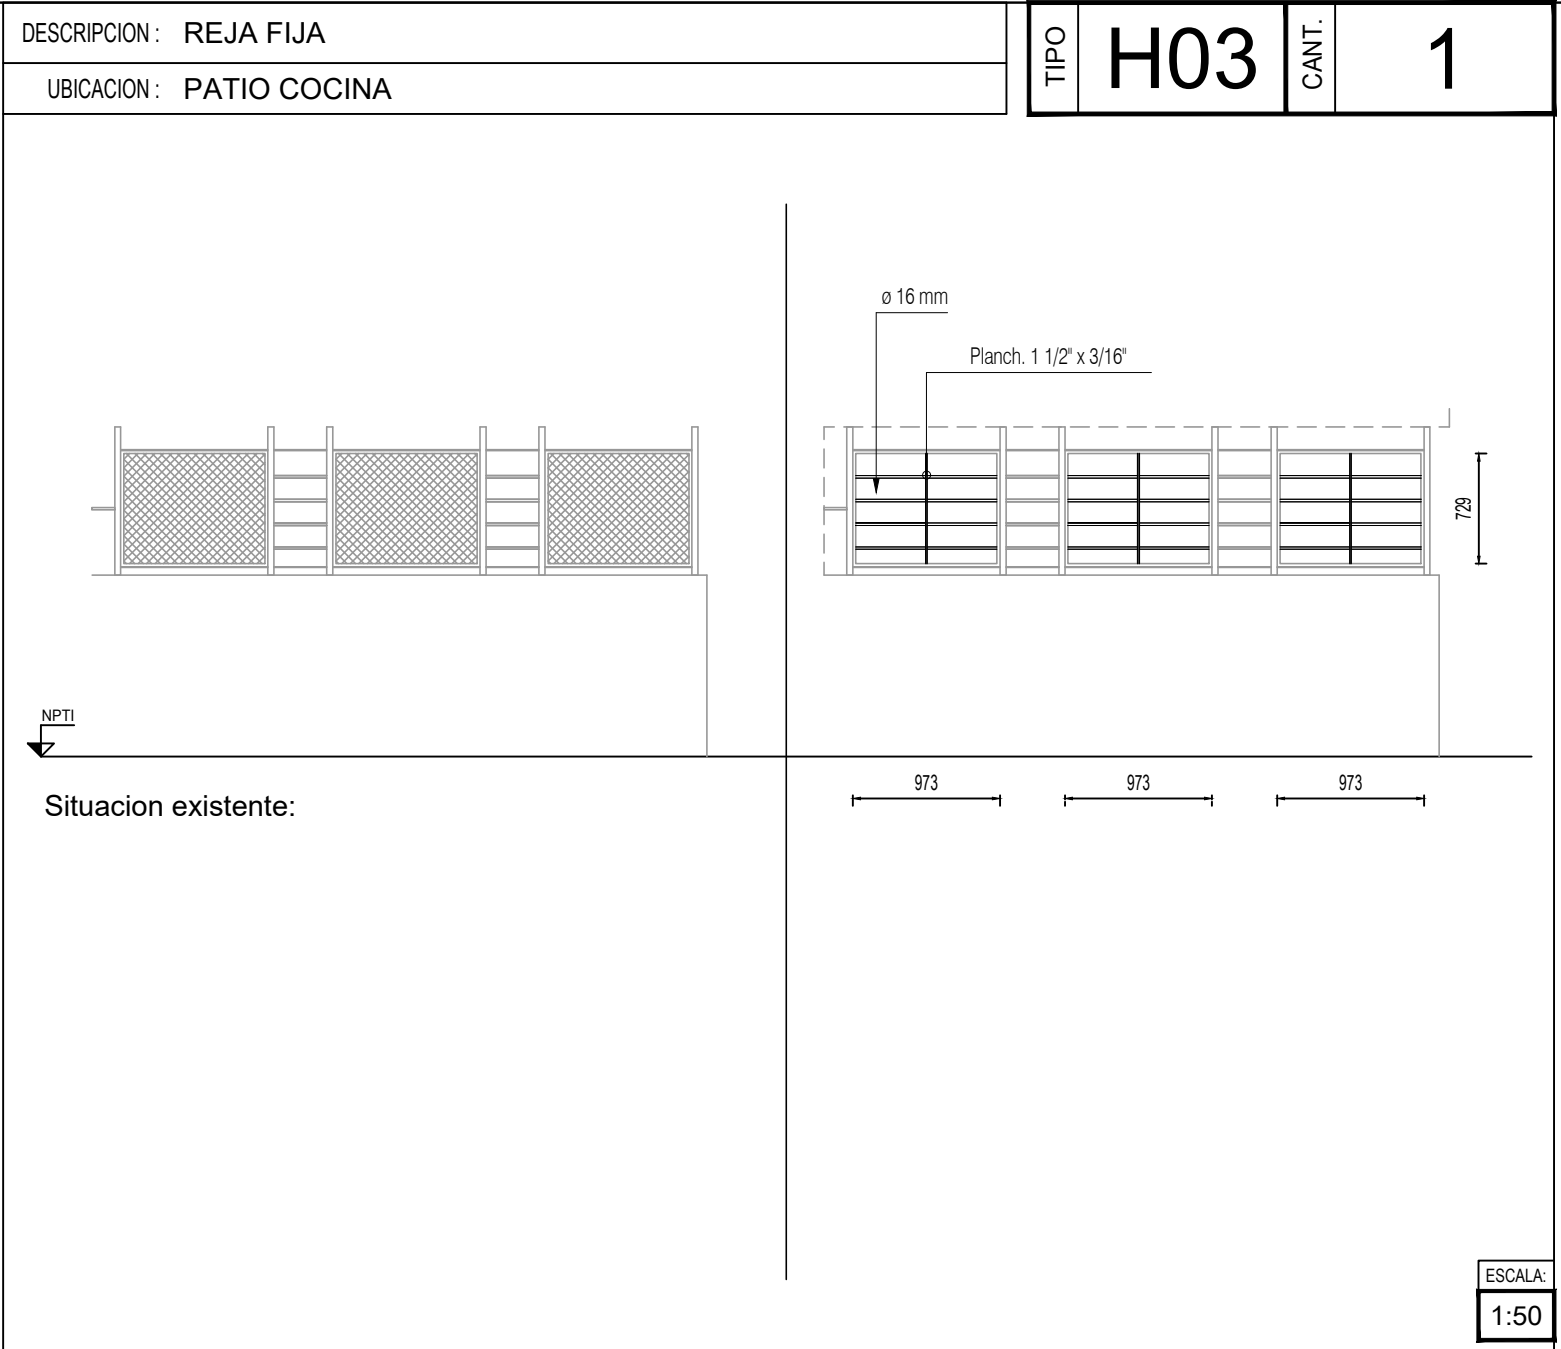 DESCRIPCION : REJA FIJA
UBICACION : PATIO COCINA
TIPO
H03
CANT.
1
ø 16 mm
Planch. 1 1/2" x 3/16"
729
NPTI
973
973
973
Situacion existente:
ESCALA:
1:50